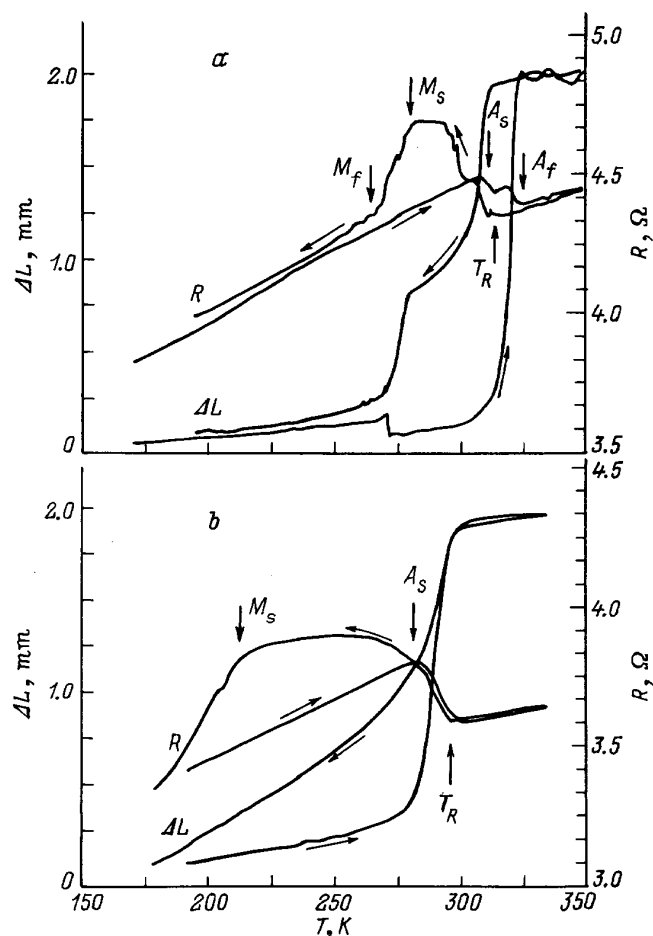 a
5.0
2.0
M_s
A_s
M_f
A_f
4.5
ΔL, mm
R, Ω
1.0
T_R
R
4.0
ΔL
0
3.5
b
4.5
2.0
A_s
M_s
4.0
ΔL, mm
R, Ω
1.0
R
3.5
T_R
ΔL
0
3.0
150 200 250 300 350
T, K